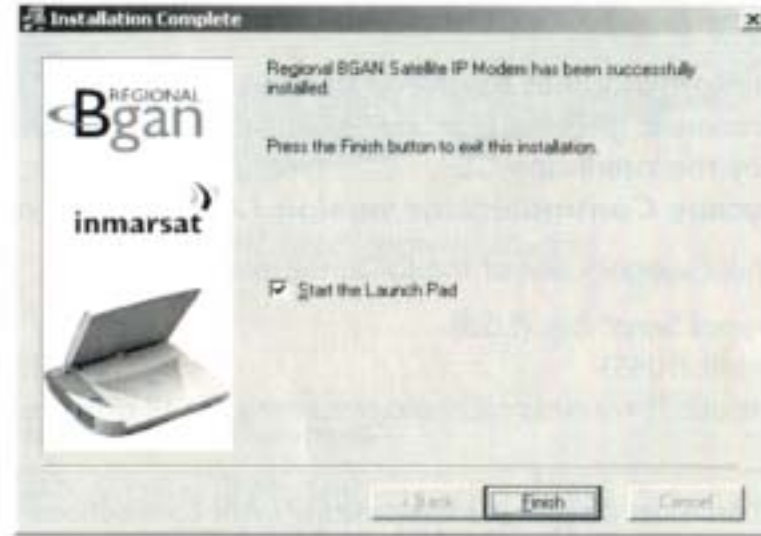 Installation Complete
REGIONAL
Bgan
inmarsat
Regional BGAN Satellite IP Modem has been successfully
installed.
Press the Finish button to exit this installation.
Start the Launch Pad
< Back
Finish
Cancel